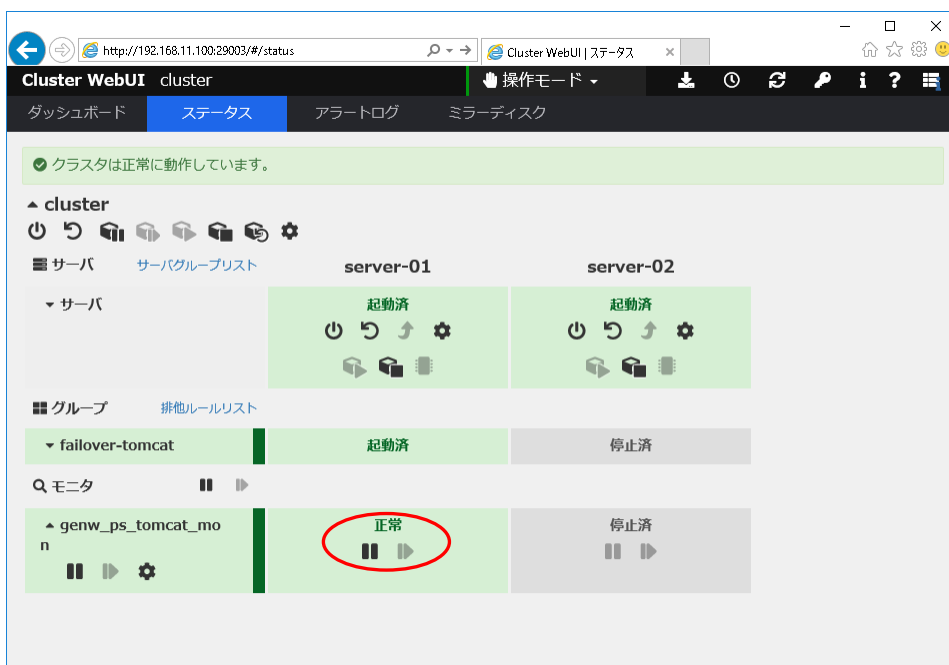 http://192.168.11.100:29003/#/status
Cluster WebUI | ステータス
Cluster WebUI cluster
操作モード
ダッシュボード ステータス アラートログ ミラーディスク
クラスタは正常に動作しています。
cluster
サーバ サーバグループリスト server-01 server-02
サーバ 起動済 起動済
グループ 排他ルールリスト
failover-tomcat 起動済 停止済
モニタ
genw_ps_tomcat_mo 正常 停止済
n